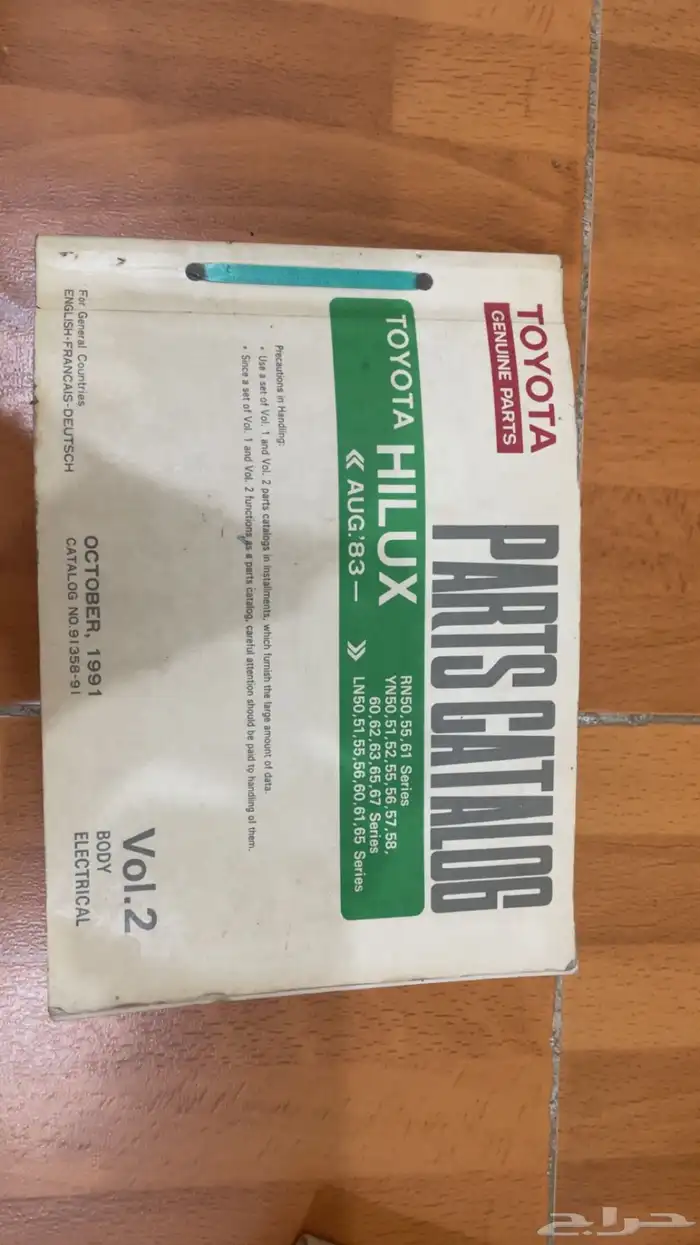 TOYOTA
GENUINE PARTS
PARTS CATALOG
TOYOTA HILUX
« AUG.'83 — »
RN50,55,61 Series
YN50,51,52,55,56,57,58,
60,62,63,65,67 Series
LN50,51,55,56,60,61,65 Series
Precautions in Handling:
• Use a set of Vol. 1 and Vol. 2 parts catalogs in installments, which furnish the large amount of data.
• Since a set of Vol. 1 and Vol. 2 functions as a parts catalog, careful attention should be paid to handling of them.
For General Countries
ENGLISH-FRANCAIS-DEUTSCH
OCTOBER, 1991
CATALOG NO.91358-91
Vol.2
BODY
ELECTRICAL
حراج